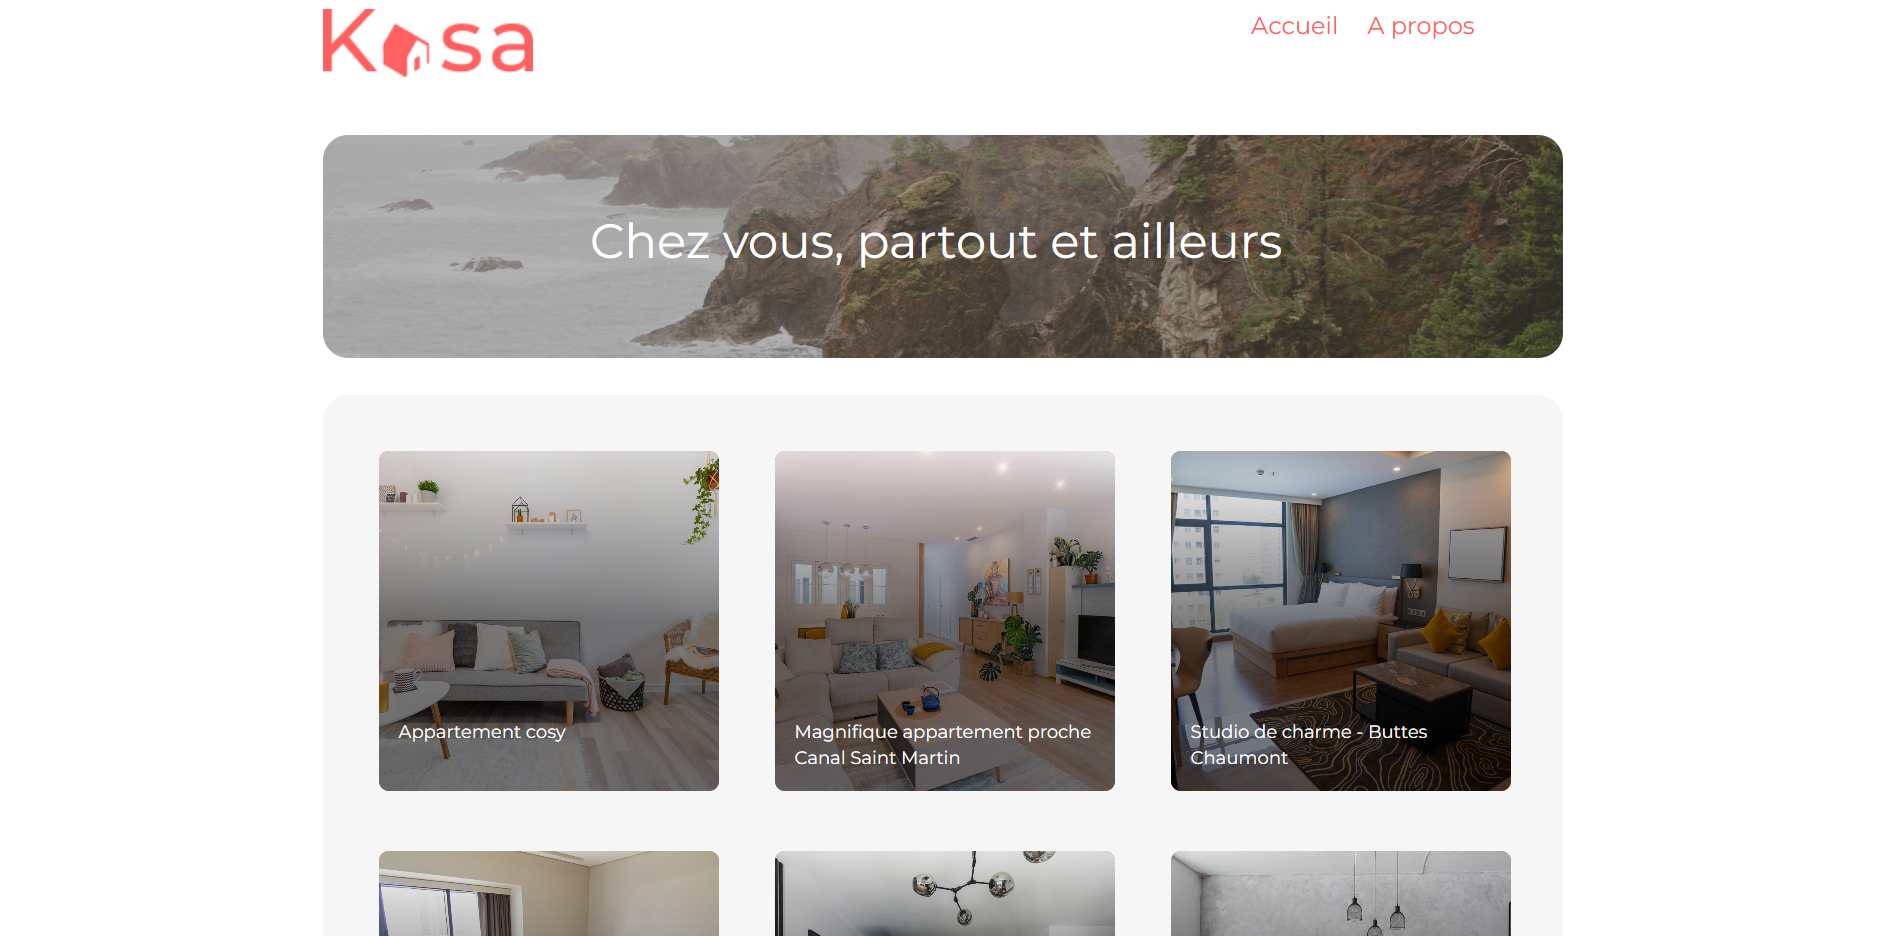 Kasa
Accueil A propos
Chez vous, partout et ailleurs
Appartement cosy
Magnifique appartement proche
Canal Saint Martin
Studio de charme - Buttes
Chaumont